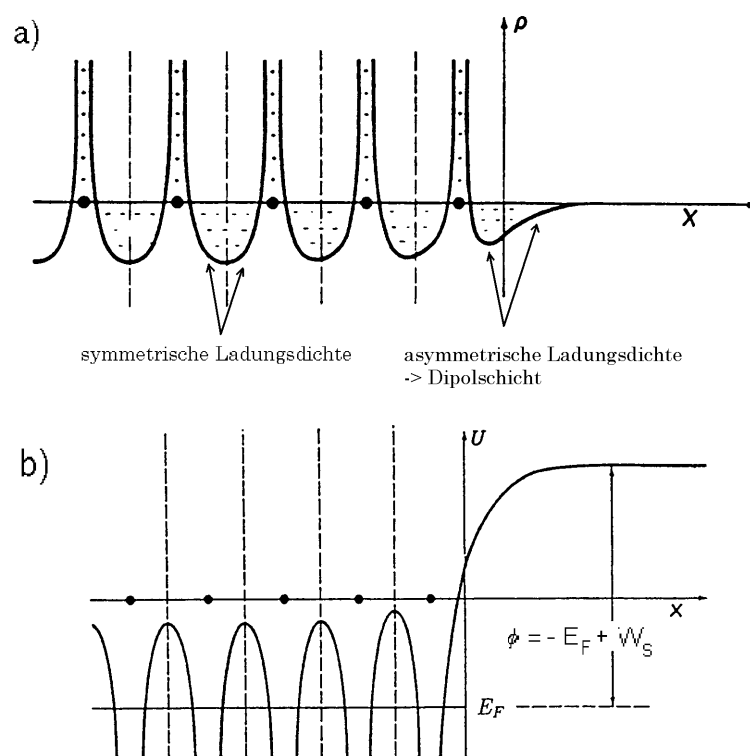 a)
ρ
x
symmetrische Ladungsdichte
asymmetrische Ladungsdichte
-> Dipolschicht
b)
U
x
ϕ = - E_F + W_S
E_F